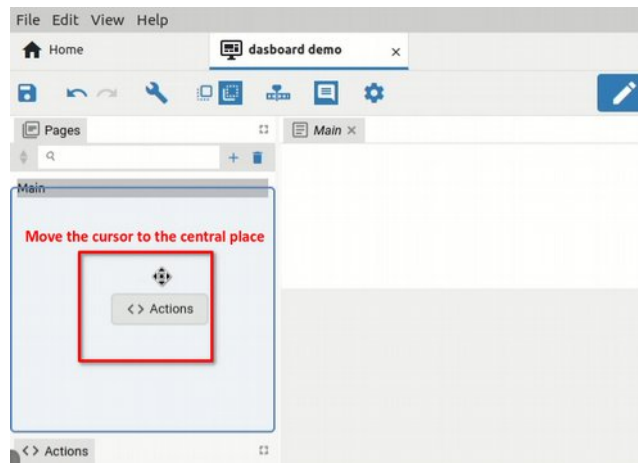 File Edit View Help
Home
dasboard demo ×
Pages
Main ×
Main
Move the cursor to the central place
<> Actions
<> Actions